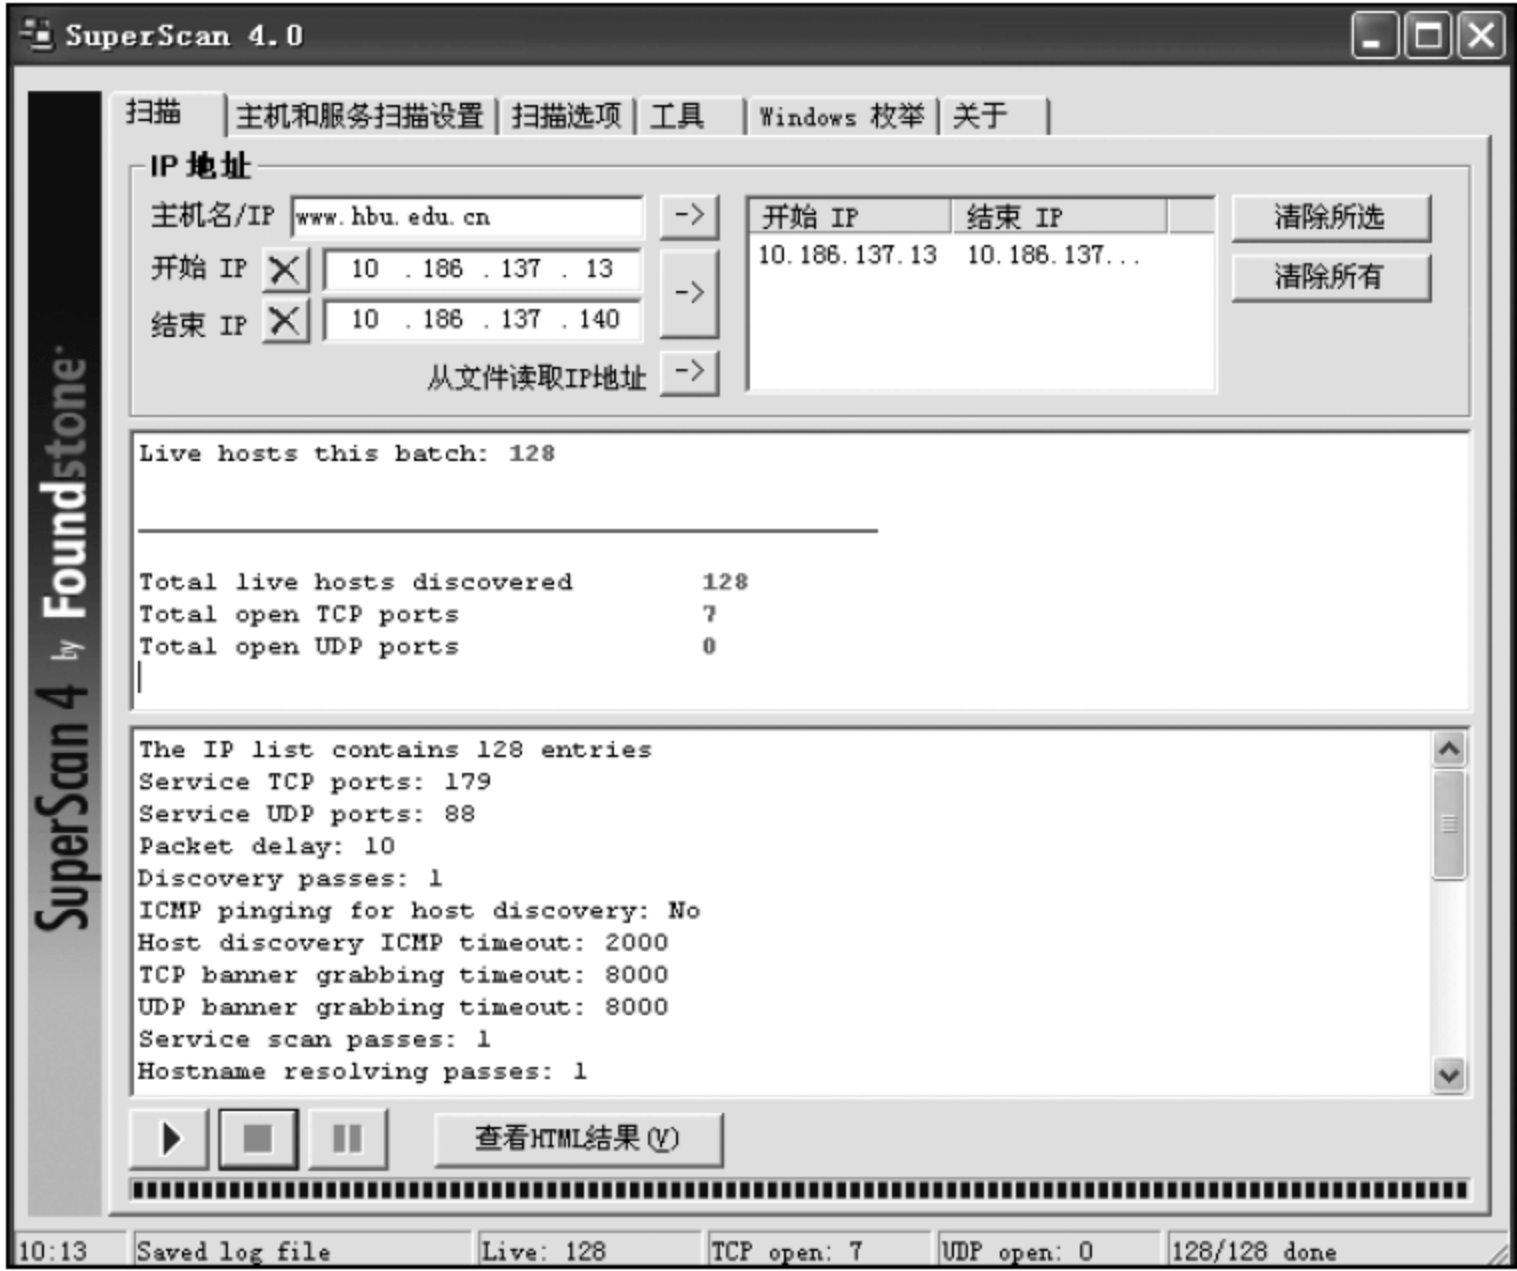 SuperScan 4.0
扫描 主机和服务扫描设置 扫描选项 工具 Windows 枚举 关于
IP 地址
主机名/IP www.hbu.edu.cn -> 开始 IP 结束 IP 清除所选
开始 IP 10 . 186 . 137 . 13 -> 10.186.137.13 10.186.137... 清除所有
结束 IP 10 . 186 . 137 . 140
从文件读取IP地址 ->
Live hosts this batch: 128
Total live hosts discovered 128
Total open TCP ports 7
Total open UDP ports 0
The IP list contains 128 entries
Service TCP ports: 179
Service UDP ports: 88
Packet delay: 10
Discovery passes: 1
ICMP pinging for host discovery: No
Host discovery ICMP timeout: 2000
TCP banner grabbing timeout: 8000
UDP banner grabbing timeout: 8000
Service scan passes: 1
Hostname resolving passes: 1
查看HTML结果(V)
SuperScan 4 by Foundstone
10:13 Saved log file Live: 128 TCP open: 7 UDP open: 0 128/128 done